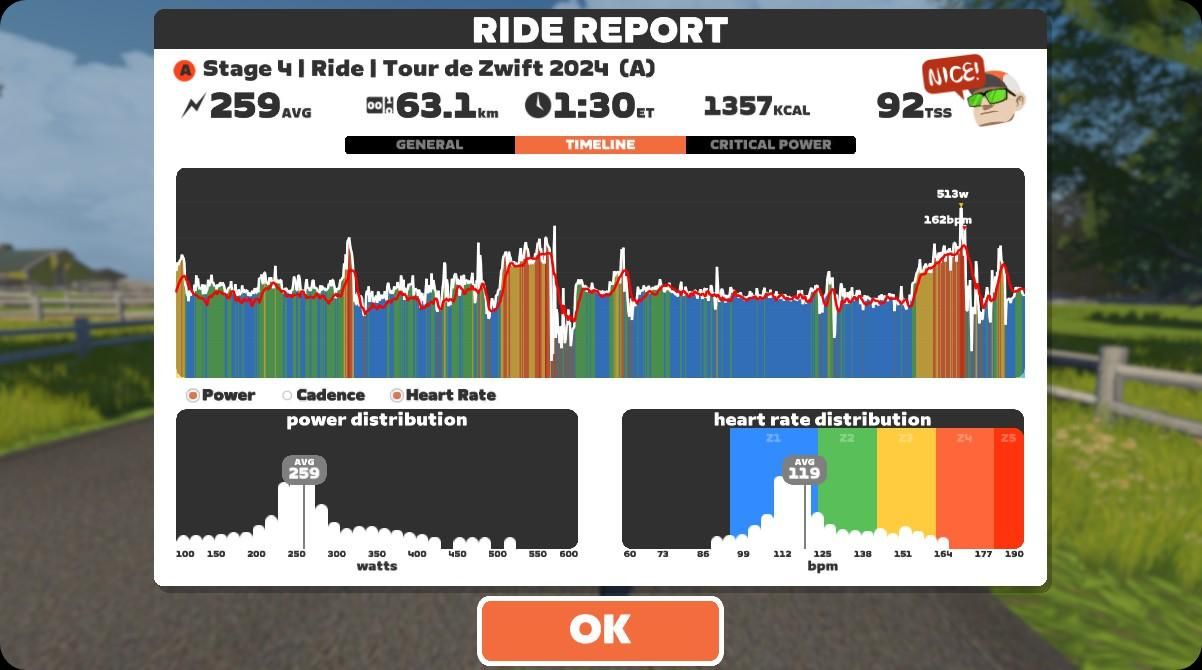 RIDE REPORT
A Stage 4 | Ride | Tour de Zwift 2024 (A)
NICE!
259AVG 63.1km 1:30ET 1357KCAL 92TSS
GENERAL TIMELINE CRITICAL POWER
513w
162bpm
Power Cadence Heart Rate
power distribution
AVG
259
100 150 200 250 300 350 400 450 500 550 600
watts
heart rate distribution
Z1 Z2 Z3 Z4 Z5
AVG
119
60 73 86 99 112 125 138 151 164 177 190
bpm
OK